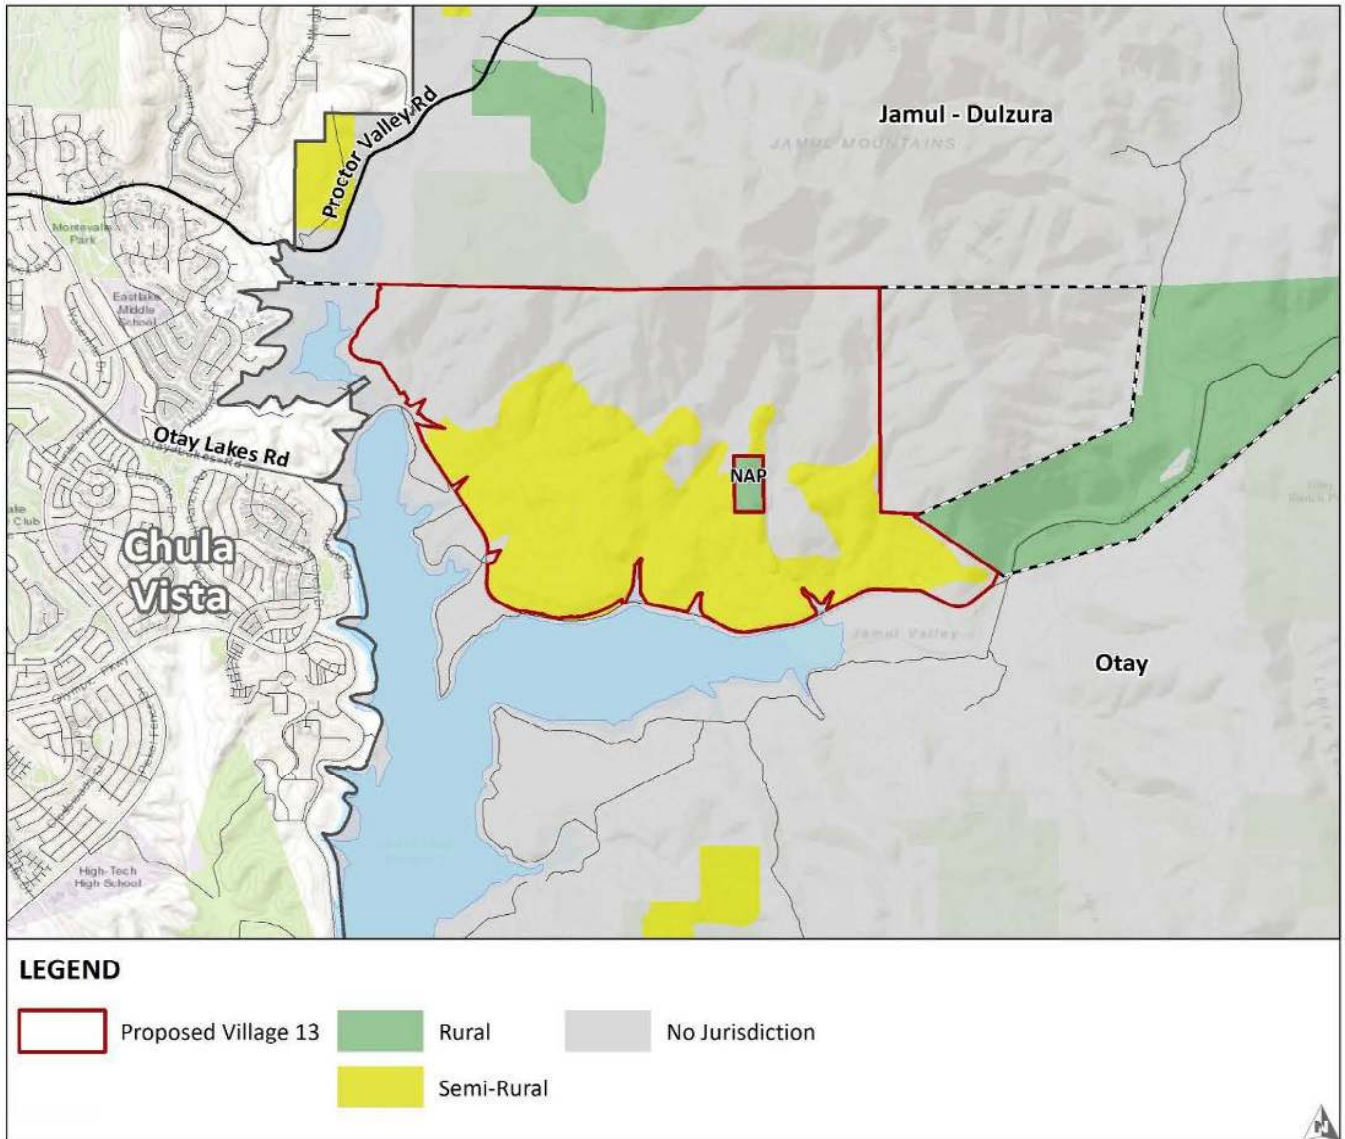 Proctor Valley Rd
Jamul - Dulzura
JAMUL MOUNTAINS
Montevalle
Park
Eastlake
Middle
School
Otay Lakes Rd
NAP
Chula
Vista
Jamul Valley
Otay
High-Tech
High School
LEGEND
Proposed Village 13
Rural
No Jurisdiction
Semi-Rural
N